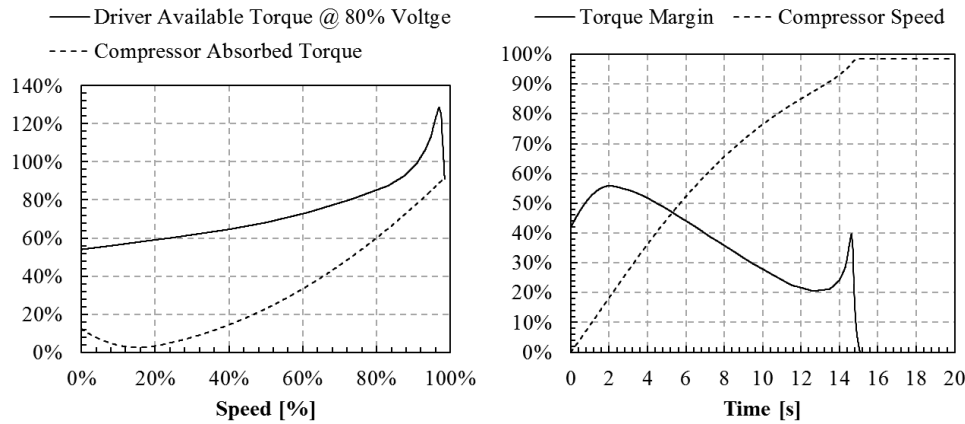 Driver Available Torque @ 80% Voltge
Compressor Absorbed Torque
140%
120%
100%
80%
60%
40%
20%
0%
0% 20% 40% 60% 80% 100%
Speed [%]
Torque Margin Compressor Speed
100%
90%
80%
70%
60%
50%
40%
30%
20%
10%
0%
0 2 4 6 8 10 12 14 16 18 20
Time [s]